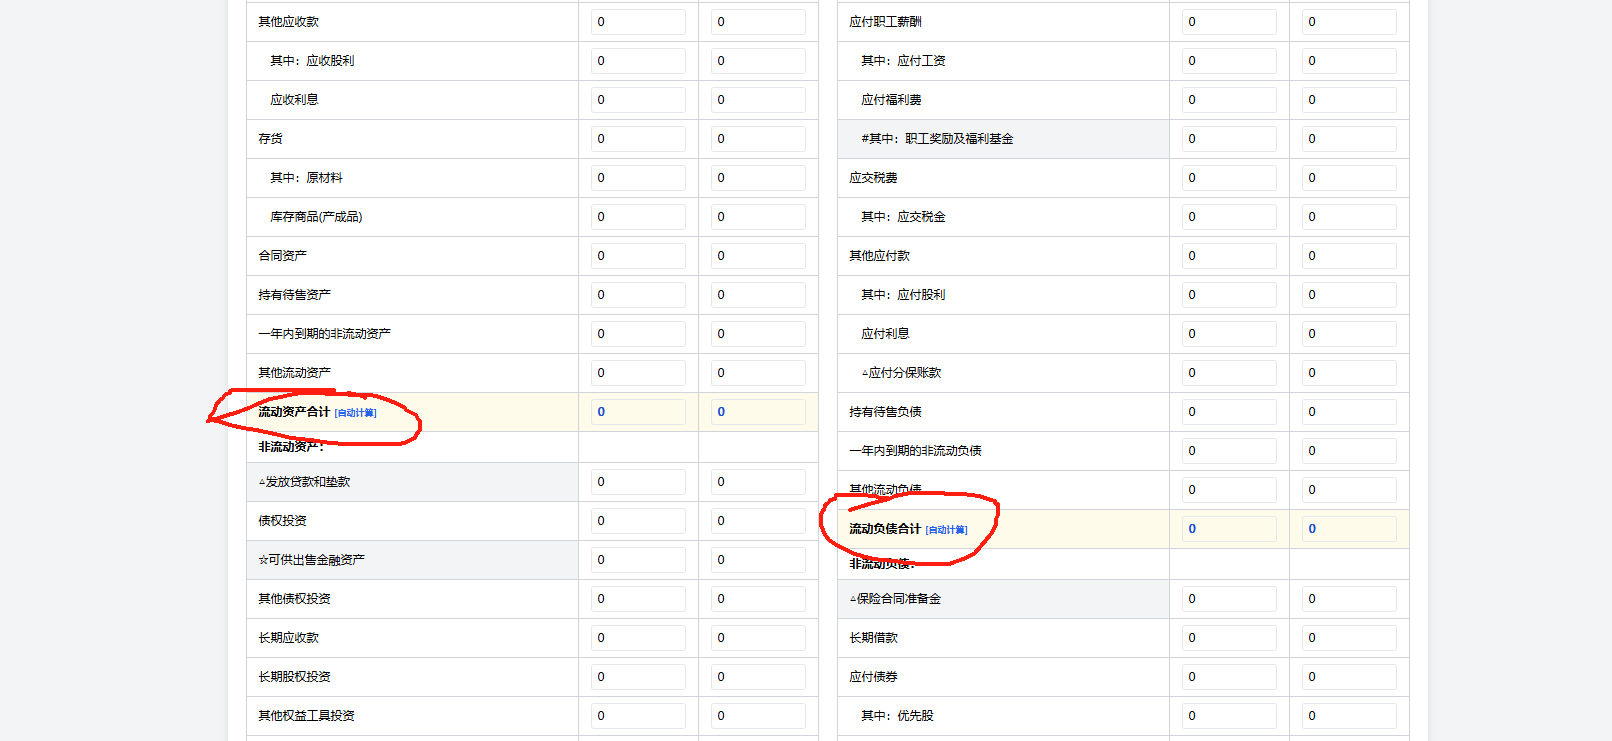 其他应收款 0 0 应付职工薪酬 0 0
其中：应收股利 0 0 其中：应付工资 0 0
应收利息 0 0 应付福利费 0 0
存货 0 0 #其中：职工奖励及福利基金 0 0
其中：原材料 0 0 应交税费 0 0
库存商品(产成品) 0 0 其中：应交税金 0 0
合同资产 0 0 其他应付款 0 0
持有待售资产 0 0 其中：应付股利 0 0
一年内到期的非流动资产 0 0 应付利息 0 0
其他流动资产 0 0 △应付分保账款 0 0
流动资产合计 [自动计算] 0 0 持有待售负债 0 0
非流动资产： 一年内到期的非流动负债 0 0
△发放贷款和垫款 0 0 其他流动负债 0 0
债权投资 0 0 流动负债合计 [自动计算] 0 0
☆可供出售金融资产 0 0 非流动负债：
其他债权投资 0 0 △保险合同准备金 0 0
长期应收款 0 0 长期借款 0 0
长期股权投资 0 0 应付债券 0 0
其他权益工具投资 0 0 其中：优先股 0 0